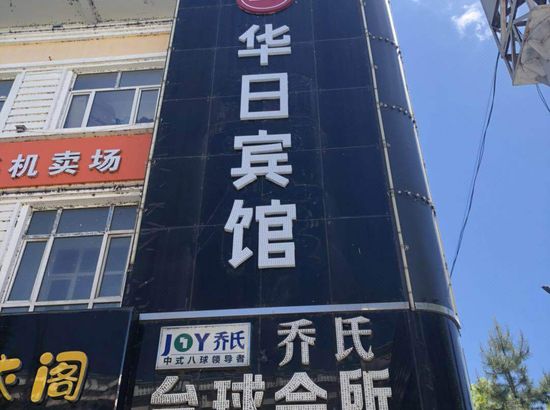 华日宾馆
机卖场
JOY乔氏
中式八球领导者
乔氏
台球会所
阁